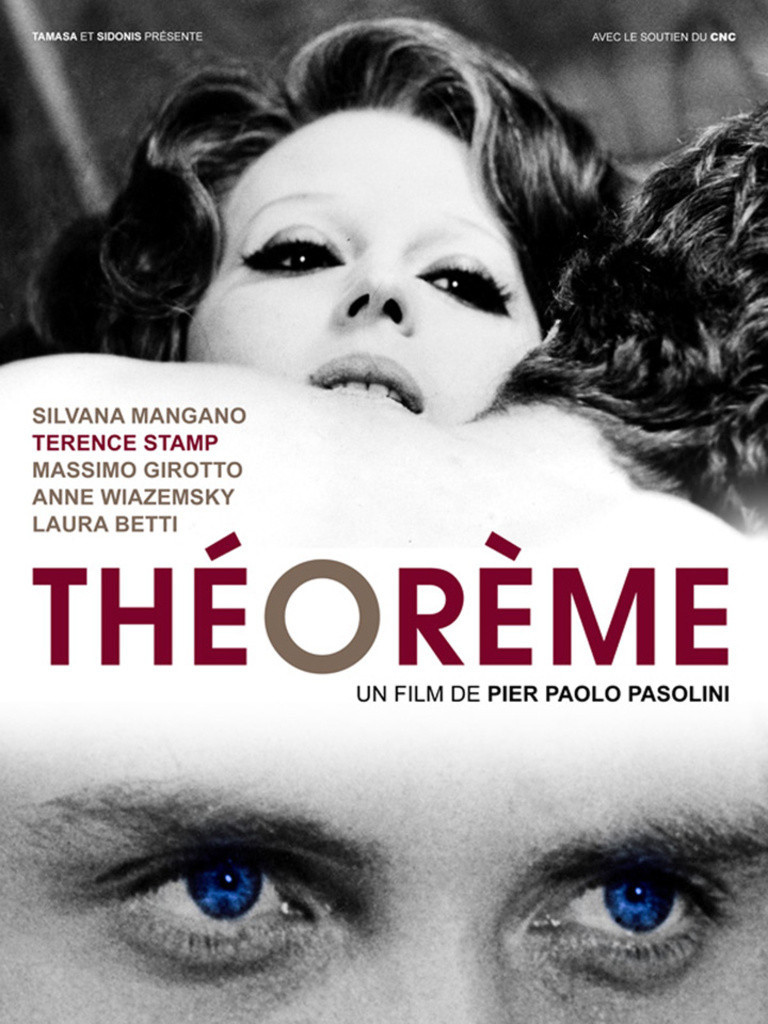 TAMASA ET SIDONIS PRÉSENTE
AVEC LE SOUTIEN DU CNC
SILVANA MANGANO
TERENCE STAMP
MASSIMO GIROTTO
ANNE WIAZEMSKY
LAURA BETTI
THÉORÈME
UN FILM DE PIER PAOLO PASOLINI